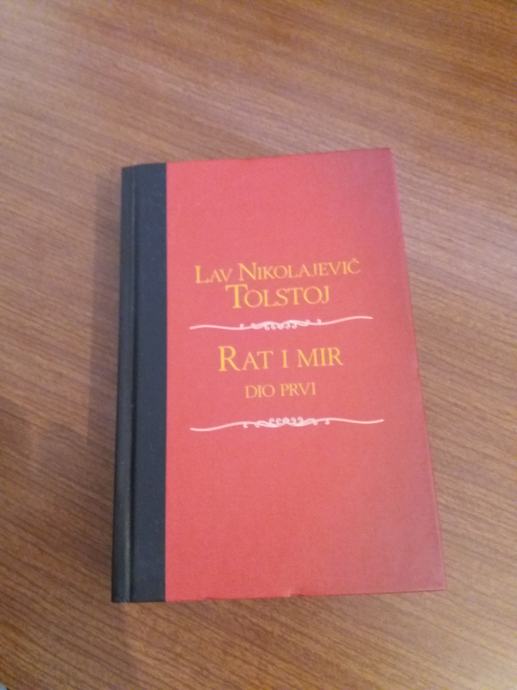 LAV NIKOLAJEVIČ
TOLSTOJ
RAT I MIR
DIO PRVI